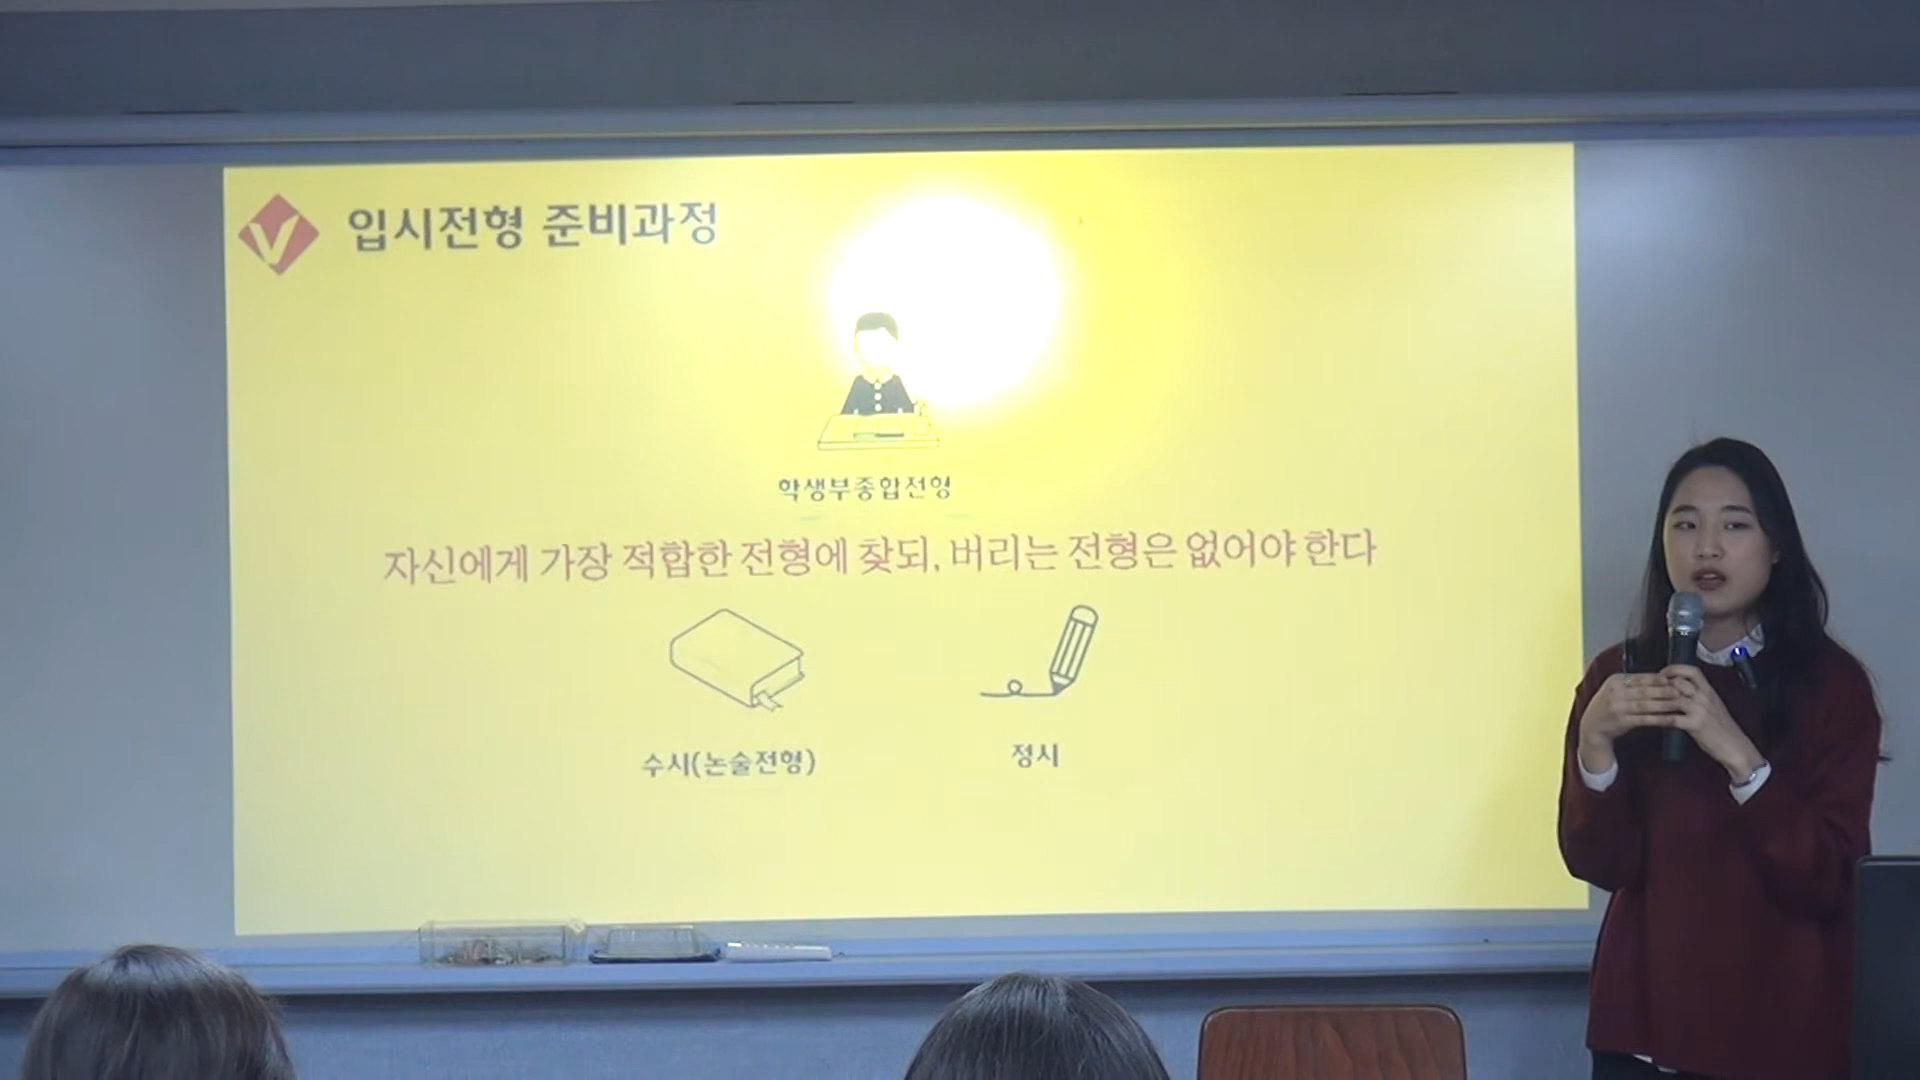 입시전형 준비과정
학생부종합전형
자신에게 가장 적합한 전형에 찾되, 버리는 전형은 없어야 한다
수시(논술전형)
정시